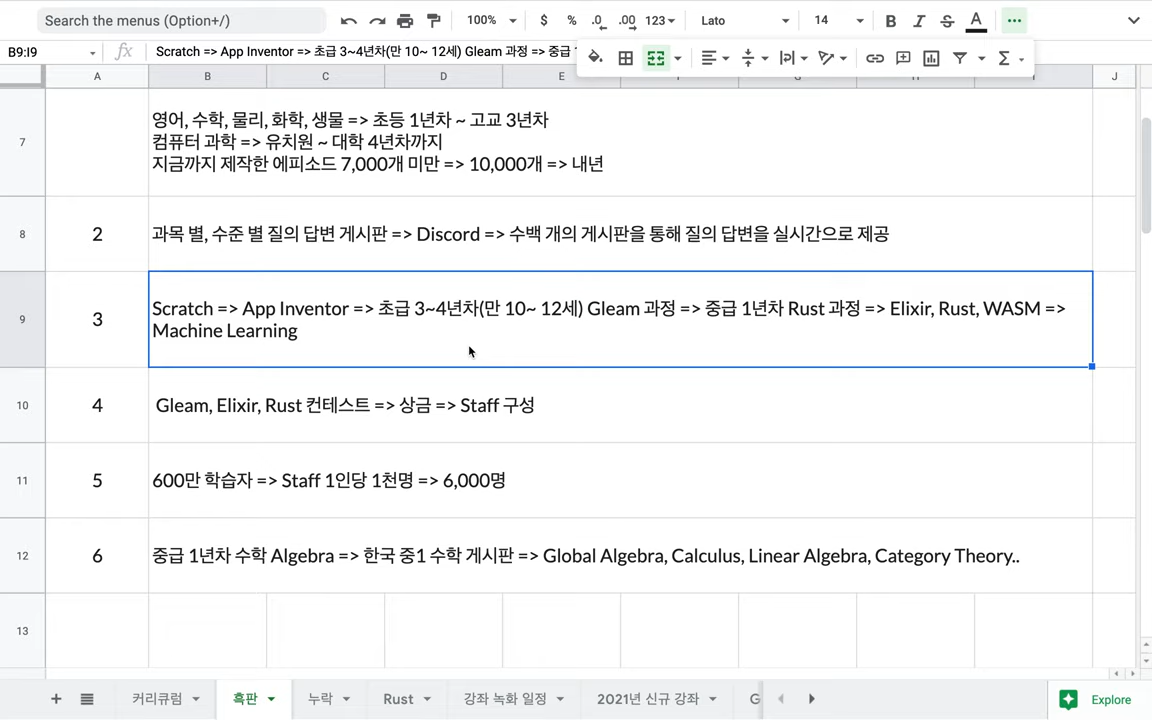 Search the menus (Option+/)
100%
$ % .0 .00 123
Lato
14
B I S A
B9:I9
fx
Scratch => App Inventor => 초급 3~4년차(만 10~ 12세) Gleam 과정 => 중급 1
A B C D E J
7
영어, 수학, 물리, 화학, 생물 => 초등 1년차 ~ 고교 3년차
컴퓨터 과학 => 유치원 ~ 대학 4년차까지
지금까지 제작한 에피소드 7,000개 미만 => 10,000개 => 내년
8 2 과목 별, 수준 별 질의 답변 게시판 => Discord => 수백 개의 게시판을 통해 질의 답변을 실시간으로 제공
9 3 Scratch => App Inventor => 초급 3~4년차(만 10~ 12세) Gleam 과정 => 중급 1년차 Rust 과정 => Elixir, Rust, WASM =>
Machine Learning
10 4 Gleam, Elixir, Rust 컨테스트 => 상금 => Staff 구성
11 5 600만 학습자 => Staff 1인당 1천명 => 6,000명
12 6 중급 1년차 수학 Algebra => 한국 중1 수학 게시판 => Global Algebra, Calculus, Linear Algebra, Category Theory..
13
커리큘럼 흑판 누락 Rust 강좌 녹화 일정 2021년 신규 강좌 G
Explore